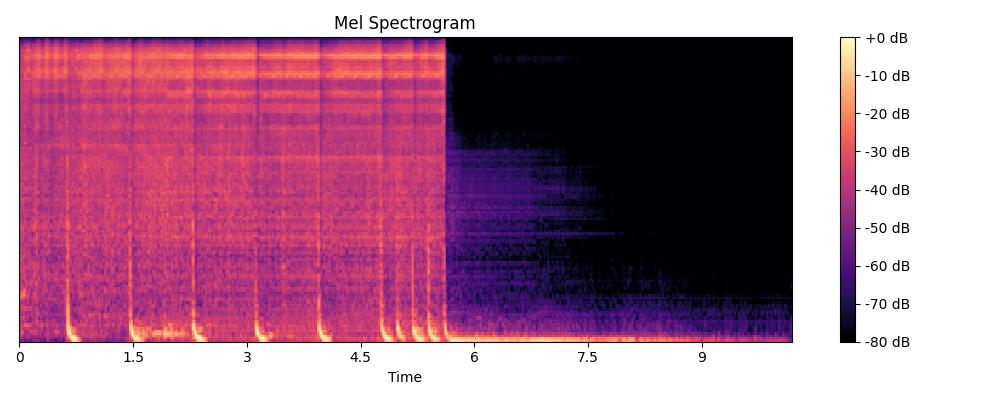 Mel Spectrogram
+0 dB
-10 dB
-20 dB
-30 dB
-40 dB
-50 dB
-60 dB
-70 dB
-80 dB
0 1.5 3 4.5 6 7.5 9
Time